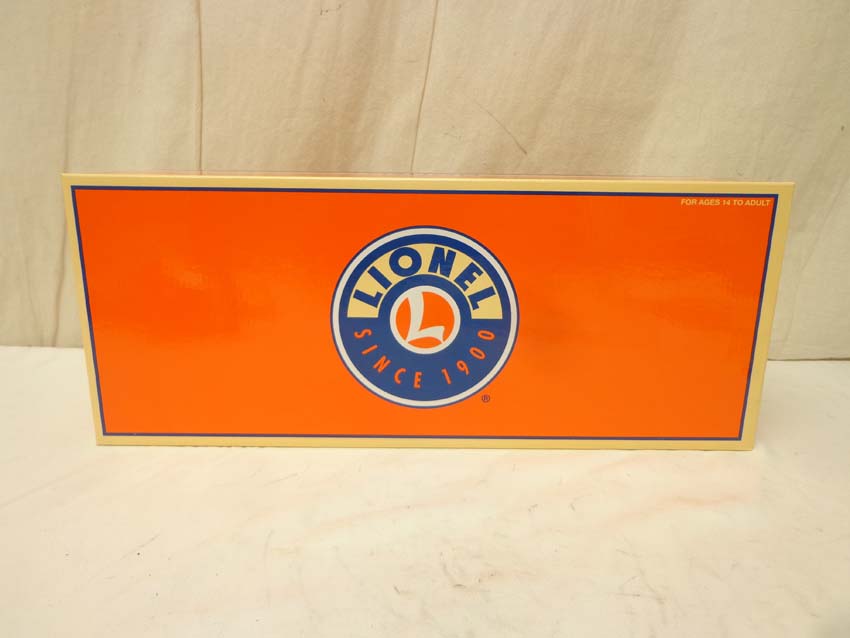 FOR AGES 14 TO ADULT
LIONEL
L
SINCE 1900
®